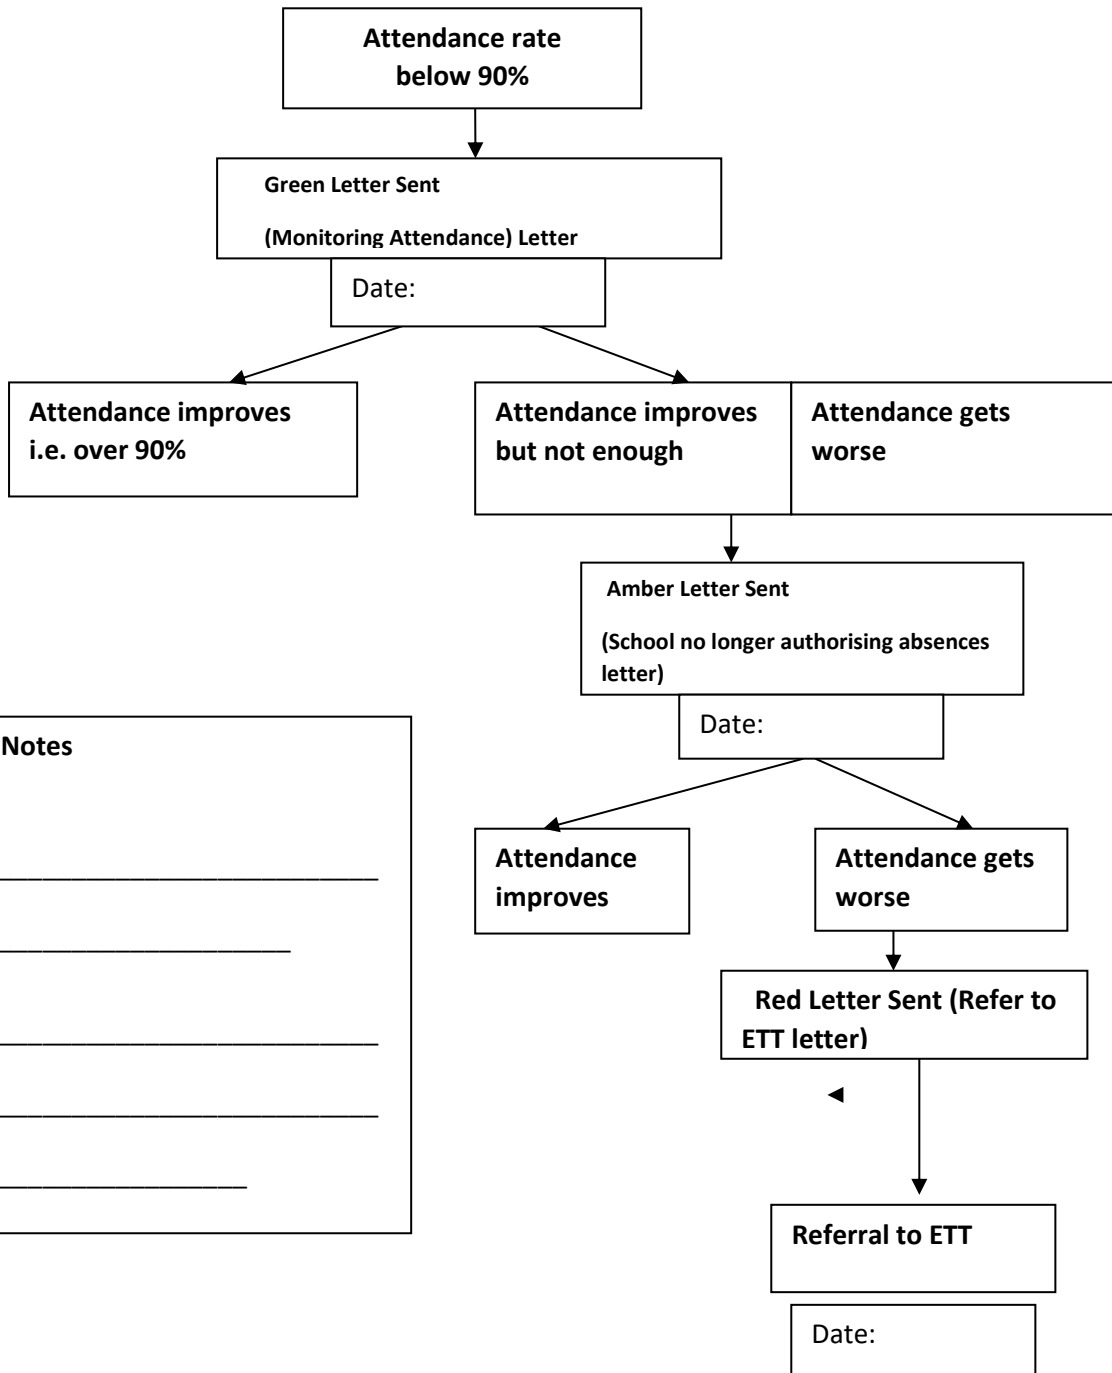 Attendance rate
below 90%
Green Letter Sent
(Monitoring Attendance) Letter
Date:
Attendance improves
i.e. over 90%
Attendance improves
but not enough
Attendance gets
worse
Amber Letter Sent
(School no longer authorising absences
letter)
Date:
Notes
Attendance
improves
Attendance gets
worse
Red Letter Sent (Refer to
ETT letter)
Referral to ETT
Date: